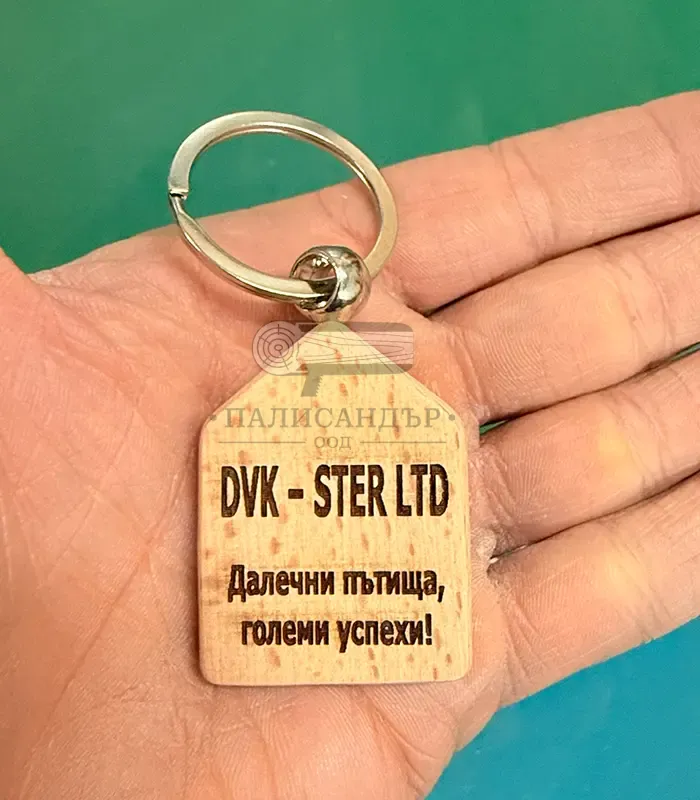 ПАЛИСАНДЪР
ООД
DVK – STER LTD
Далечни пътища,
големи успехи!